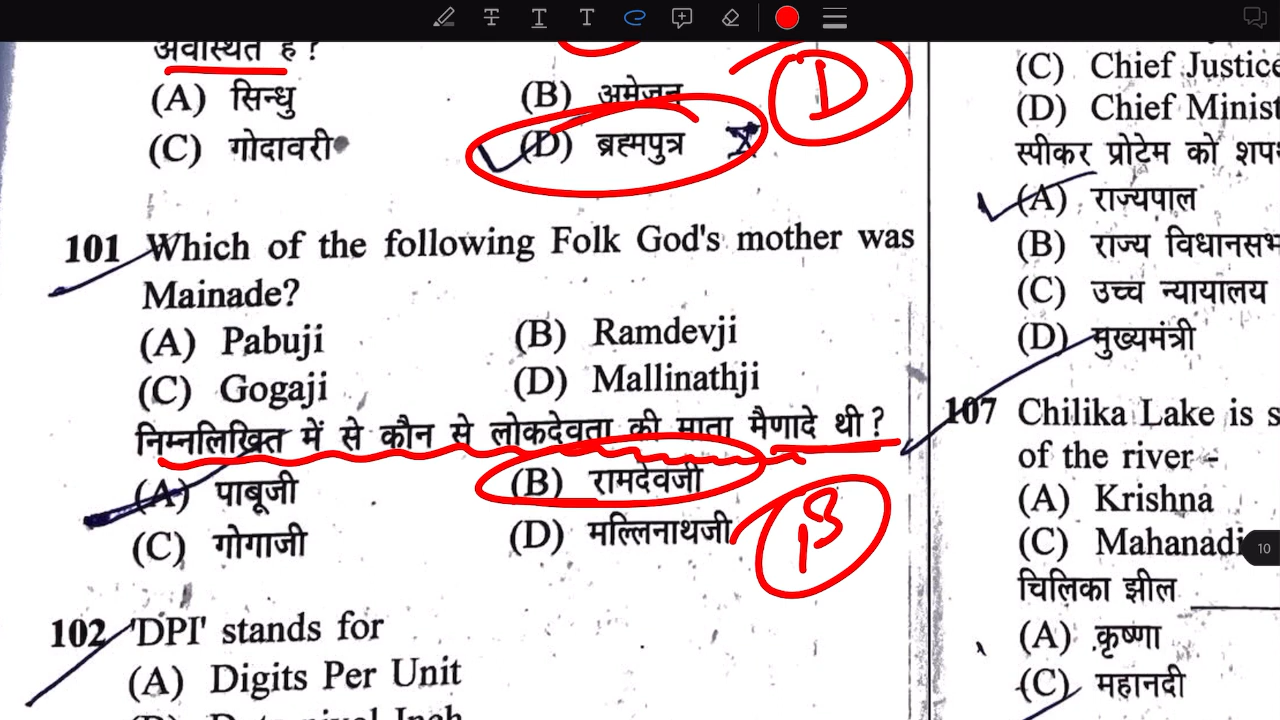 अवस्थित है ?
(A) सिन्धु
(B) अमेजन
(C) गोदावरी
(D) ब्रह्मपुत्र
D
101 Which of the following Folk God's mother was
Mainade?
(A) Pabuji
(B) Ramdevji
(C) Gogaji
(D) Mallinathji
निम्नलिखित में से कौन से लोकदेवता की माता मैणादे थी ?
(A) पाबूजी
(B) रामदेवजी
(C) गोगाजी
(D) मल्लिनाथजी
B
102 'DPI' stands for
(A) Digits Per Unit
(C) Chief Justice
(D) Chief Minist
स्पीकर प्रोटेम को शपथ
(A) राज्यपाल
(B) राज्य विधानसभ
(C) उच्च न्यायालय
(D) मुख्यमंत्री
107 Chilika Lake is s
of the river -
(A) Krishna
(C) Mahanadi
चिलिका झील
(A) कृष्णा
(C) महानदी
T T T
10